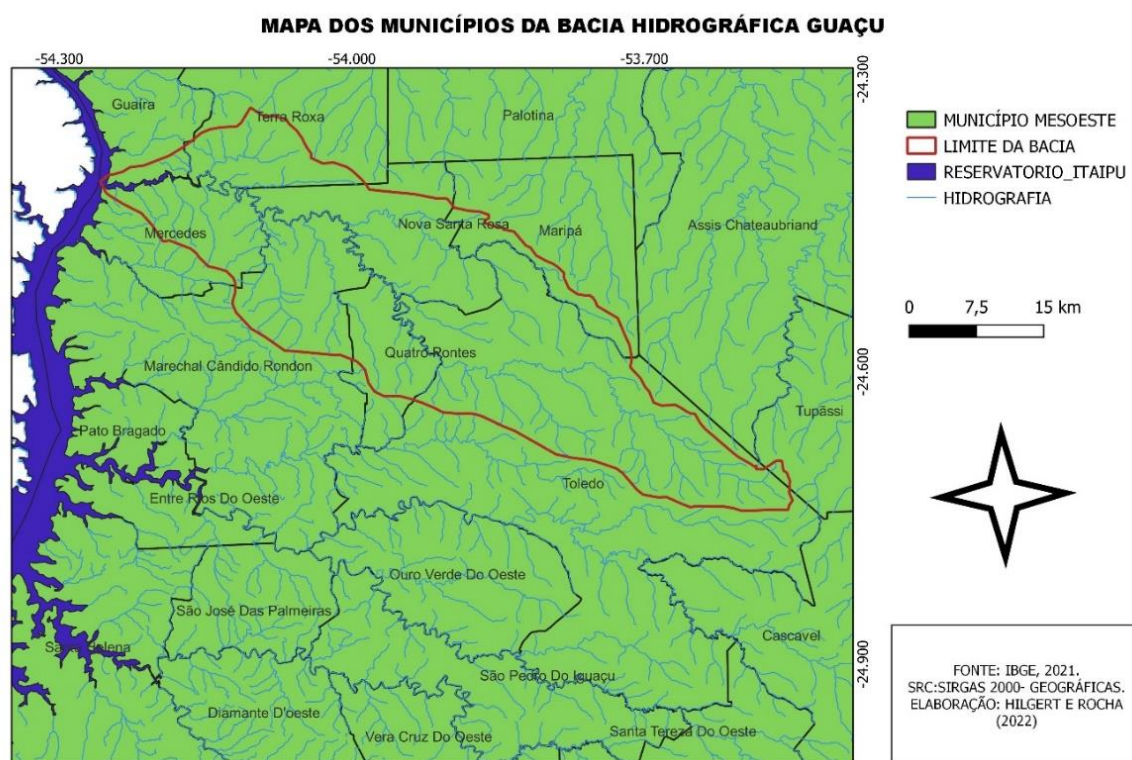 MAPA DOS MUNICÍPIOS DA BACIA HIDROGRÁFICA GUAÇU
-54.300
-54.000
-53.700
-24.300
-24.600
-24.900
Guaíra
Terra Roxa
Palotina
Mercedes
Nova Santa Rosa
Maripá
Assis Chateaubriand
Marechal Cândido Rondon
Quatro Pontes
Tupãssi
Pato Bragado
Entre Rios Do Oeste
Toledo
Ouro Verde Do Oeste
São José Das Palmeiras
Cascavel
Santa Helena
São Pedro Do Iguaçu
Diamante D'oeste
Vera Cruz Do Oeste
Santa Tereza Do Oeste
MUNICÍPIO MESOESTE
LIMITE DA BACIA
RESERVATORIO_ITAIPU
HIDROGRAFIA
0 7,5 15 km
FONTE: IBGE, 2021.
SRC:SIRGAS 2000- GEOGRÁFICAS.
ELABORAÇÃO: HILGERT E ROCHA
(2022)